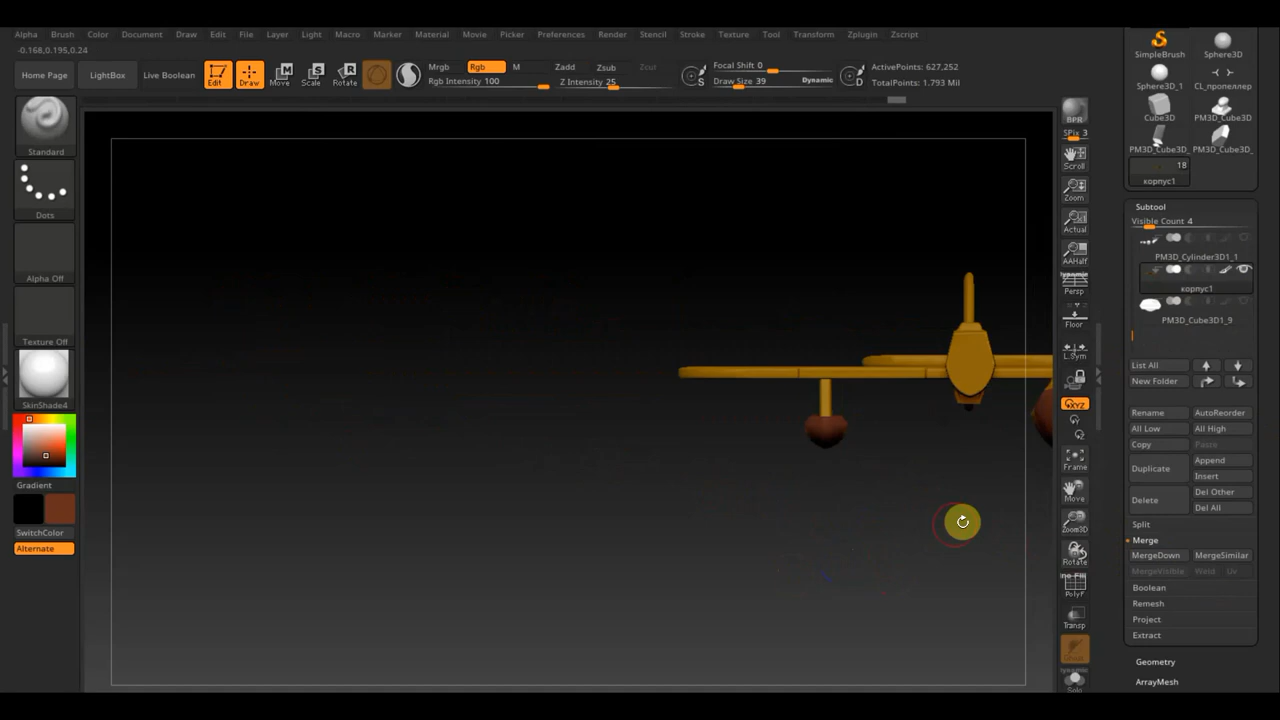 Alpha Brush Color Document Draw Edit File Layer Light Macro Marker Material Movie Picker Preferences Render Stencil Stroke Texture Tool Transform Zplugin Zscript
-0.168,0.195,0.24
Home Page
LightBox
Live Boolean
Edit
Draw
Move
Scale
Rotate
Mrgb
Rgb
M
Rgb Intensity 100
Zadd
Zsub
Zcut
Z Intensity 25
S
Focal Shift 0
Draw Size 39
Dynamic
D
ActivePoints: 627,252
TotalPoints: 1.793 Mil
Standard
Dots
Alpha Off
Texture Off
SkinShade4
Gradient
SwitchColor
Alternate
BPR
SPix 3
Scroll
Zoom
Actual
AAHalf
Persp
Floor
L.Sym
XYZ
Y
Z
Frame
Move
Zoom3D
Rotate
PolyF
Transp
Solo
SimpleBrush
Sphere3D
Sphere3D_1
CL_пропеллер
Cube3D
PM3D_Cube3D
PM3D_Cube3D_
PM3D_Cube3D_
18
корпус1
Subtool
Visible Count 4
PM3D_Cylinder3D1_1
корпус1
PM3D_Cube3D1_9
List All
New Folder
Rename
AutoReorder
All Low
All High
Copy
Paste
Duplicate
Append
Insert
Delete
Del Other
Del All
Split
Merge
MergeDown
MergeSimilar
MergeVisible
Weld
Uv
Boolean
Remesh
Project
Extract
Geometry
ArrayMesh